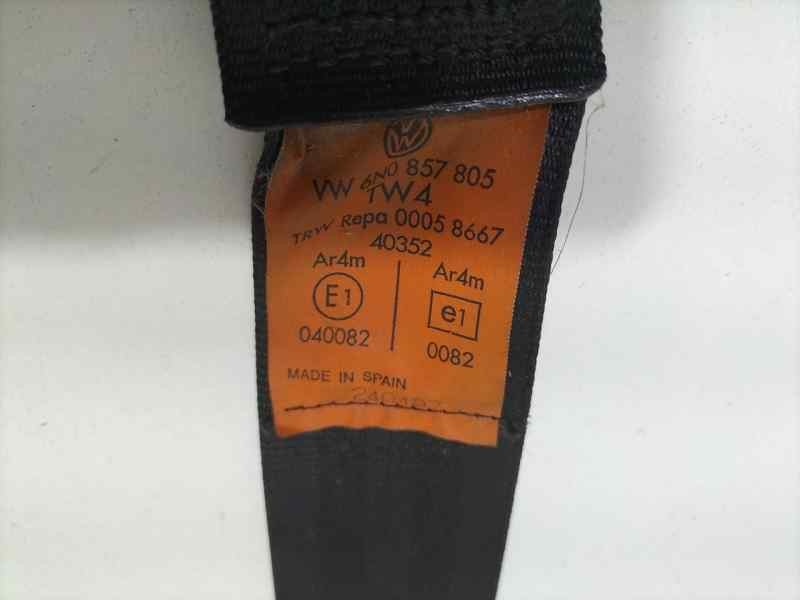 6N0 857 805
VW TW4
TRW Repa 0005 8667
40352
Ar4m
E1
040082
Ar4m
e1
0082
MADE IN SPAIN